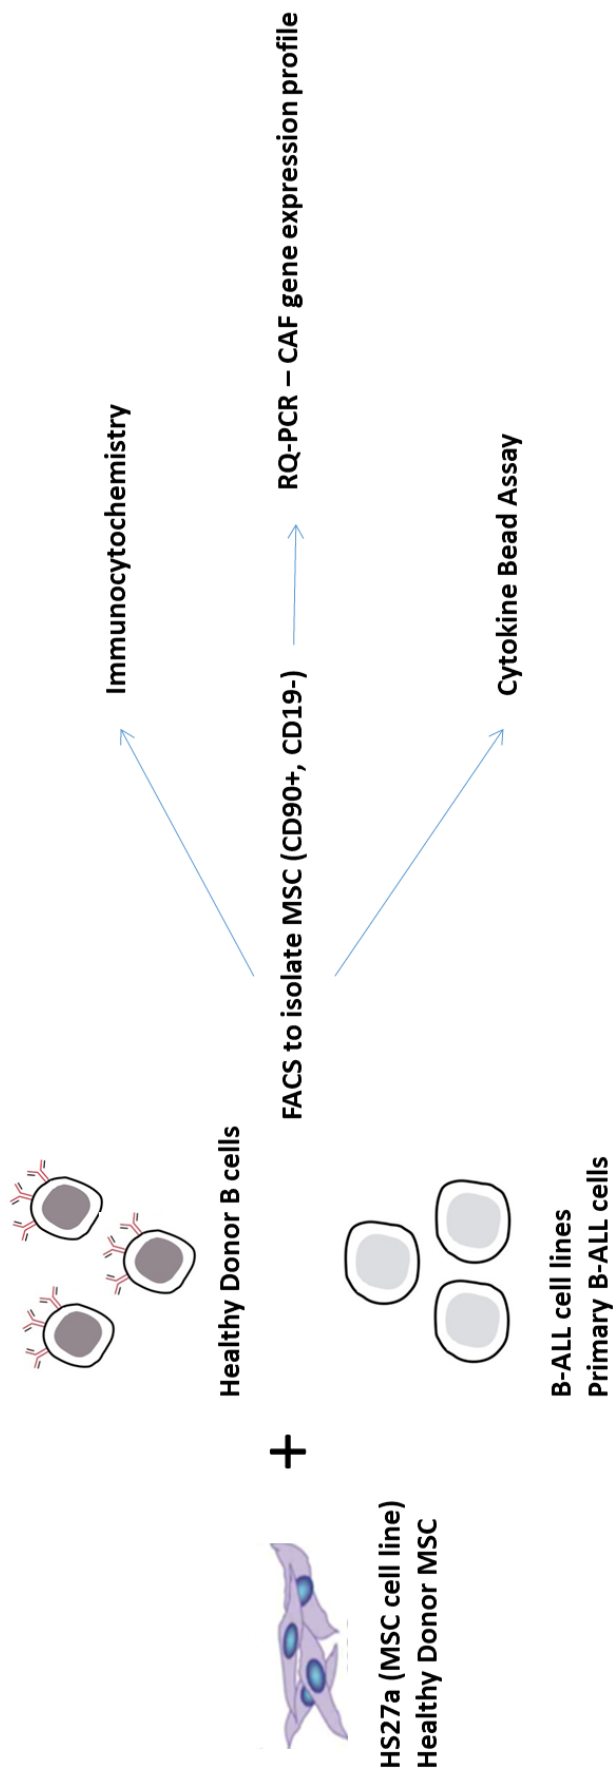 HS27a (MSC cell line)
Healthy Donor MSC
+
Healthy Donor B cells
B-ALL cell lines
Primary B-ALL cells
FACS to isolate MSC (CD90+, CD19-)
Immunocytochemistry
RQ-PCR – CAF gene expression profile
Cytokine Bead Assay